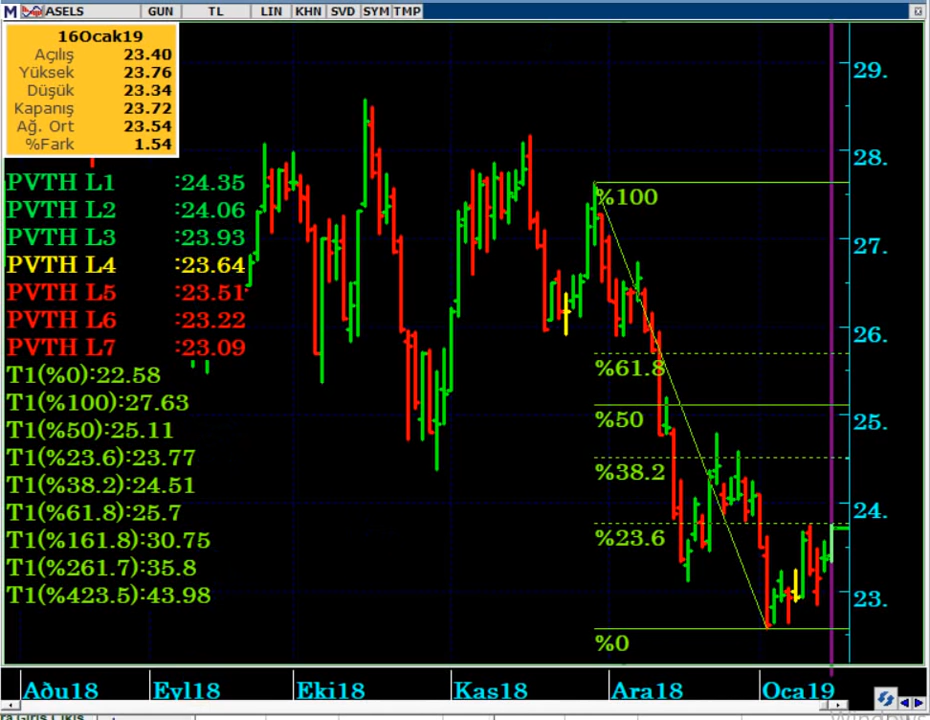 M ASELS GUN TL LIN KHN SVD SYM TMP
16Ocak19
Açılış 23.40
Yüksek 23.76
Düşük 23.34
Kapanış 23.72
Ağ. Ort 23.54
%Fark 1.54
PVTH L1 :24.35
PVTH L2 :24.06
PVTH L3 :23.93
PVTH L4 :23.64
PVTH L5 :23.51
PVTH L6 :23.22
PVTH L7 :23.09
T1(%0):22.58
T1(%100):27.63
T1(%50):25.11
T1(%23.6):23.77
T1(%38.2):24.51
T1(%61.8):25.7
T1(%161.8):30.75
T1(%261.7):35.8
T1(%423.5):43.98
%100
%61.8
%50
%38.2
%23.6
%0
29.
28.
27.
26.
25.
24.
23.
Aðu18 Eyl18 Eki18 Kas18 Ara18 Oca19